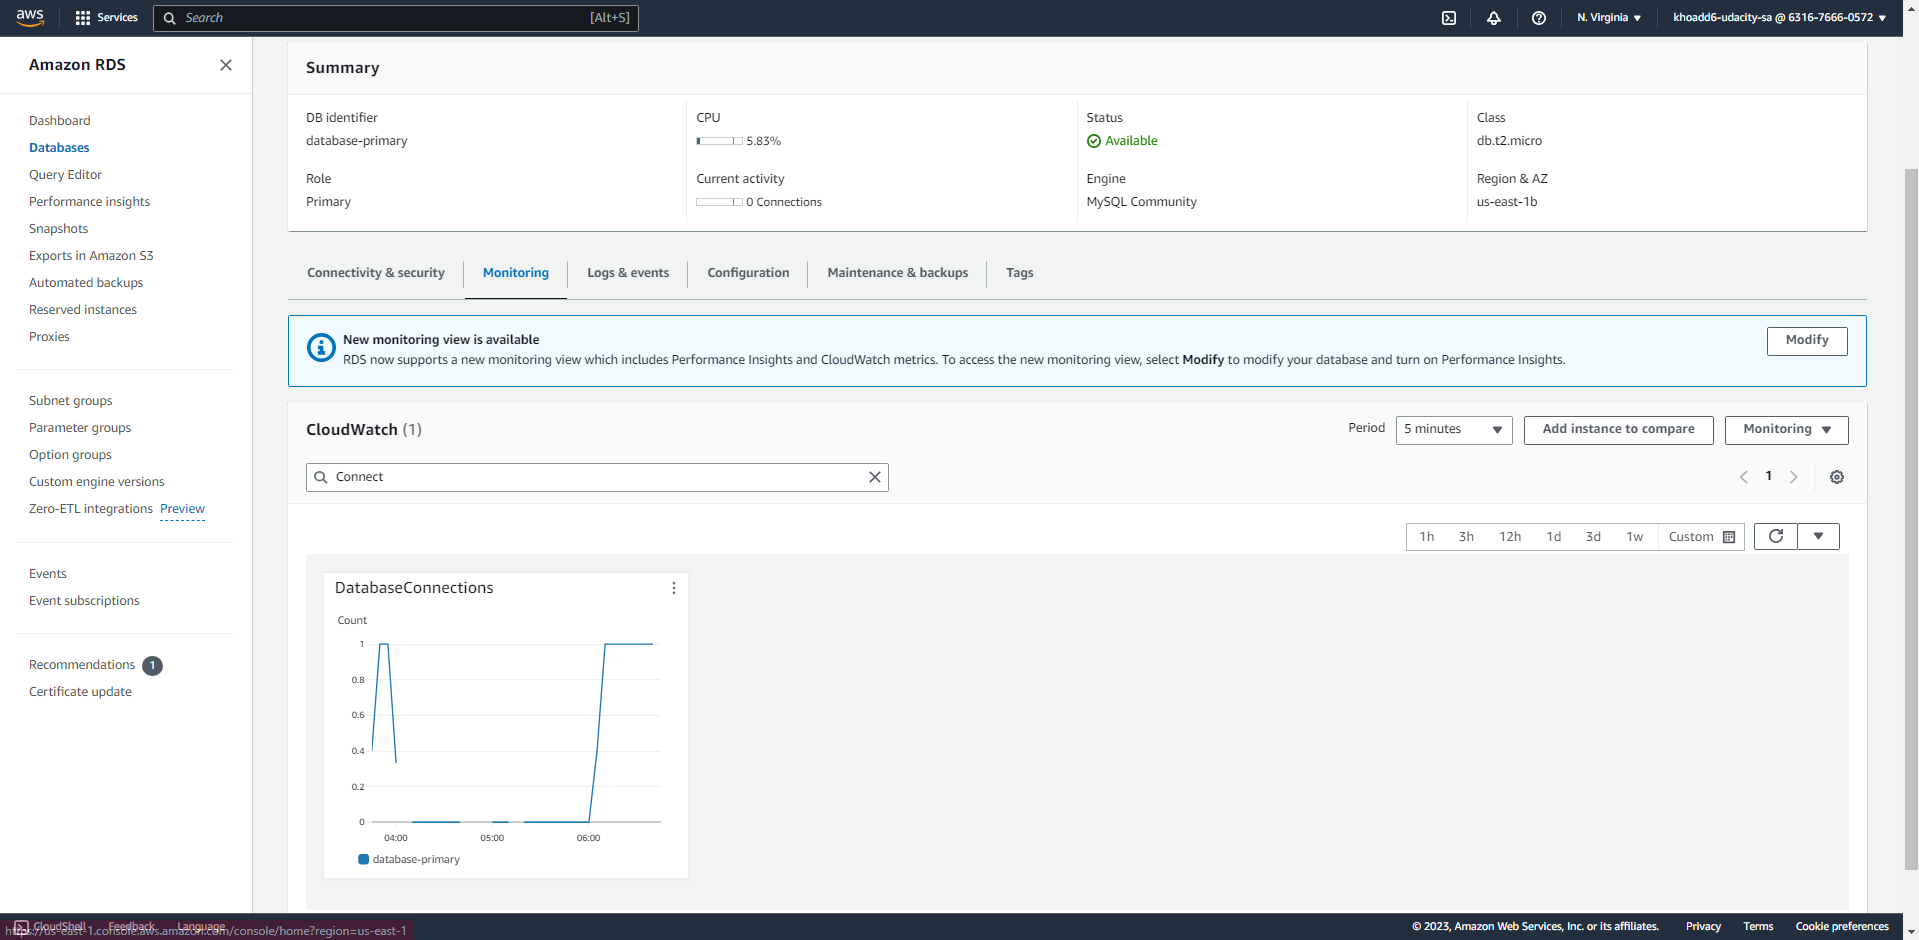 aws
Services
Search
[Alt+S]
N. Virginia
khoadd6-udacity-sa @ 6316-7666-0572
Amazon RDS
Dashboard
Databases
Query Editor
Performance insights
Snapshots
Exports in Amazon S3
Automated backups
Reserved instances
Proxies
Subnet groups
Parameter groups
Option groups
Custom engine versions
Zero-ETL integrations Preview
Events
Event subscriptions
Recommendations 1
Certificate update
Summary
DB identifier
database-primary
CPU
5.83%
Status
Available
Class
db.t2.micro
Role
Primary
Current activity
0 Connections
Engine
MySQL Community
Region & AZ
us-east-1b
Connectivity & security
Monitoring
Logs & events
Configuration
Maintenance & backups
Tags
New monitoring view is available
RDS now supports a new monitoring view which includes Performance Insights and CloudWatch metrics. To access the new monitoring view, select Modify to modify your database and turn on Performance Insights.
Modify
CloudWatch (1)
Period
5 minutes
Add instance to compare
Monitoring
Connect
1
1h
3h
12h
1d
3d
1w
Custom
DatabaseConnections
Count
1
0.8
0.6
0.4
0.2
0
04:00
05:00
06:00
database-primary
CloudShell
Feedback
Language
https://us-east-1.console.aws.amazon.com/console/home?region=us-east-1
© 2023, Amazon Web Services, Inc. or its affiliates.
Privacy
Terms
Cookie preferences